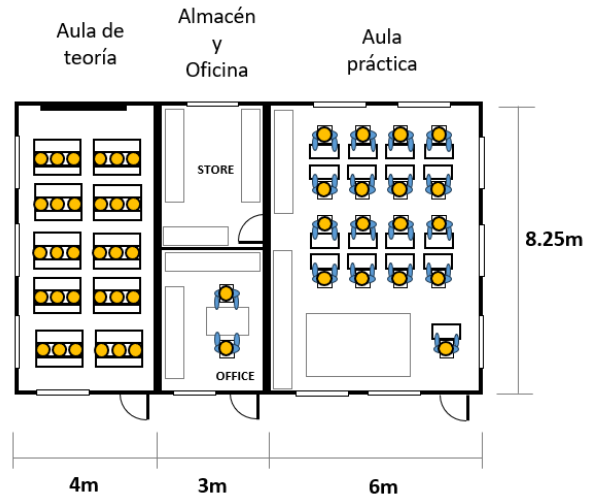 Aula de
teoría
Almacén
y
Oficina
Aula
práctica
STORE
OFFICE
8.25m
4m
3m
6m